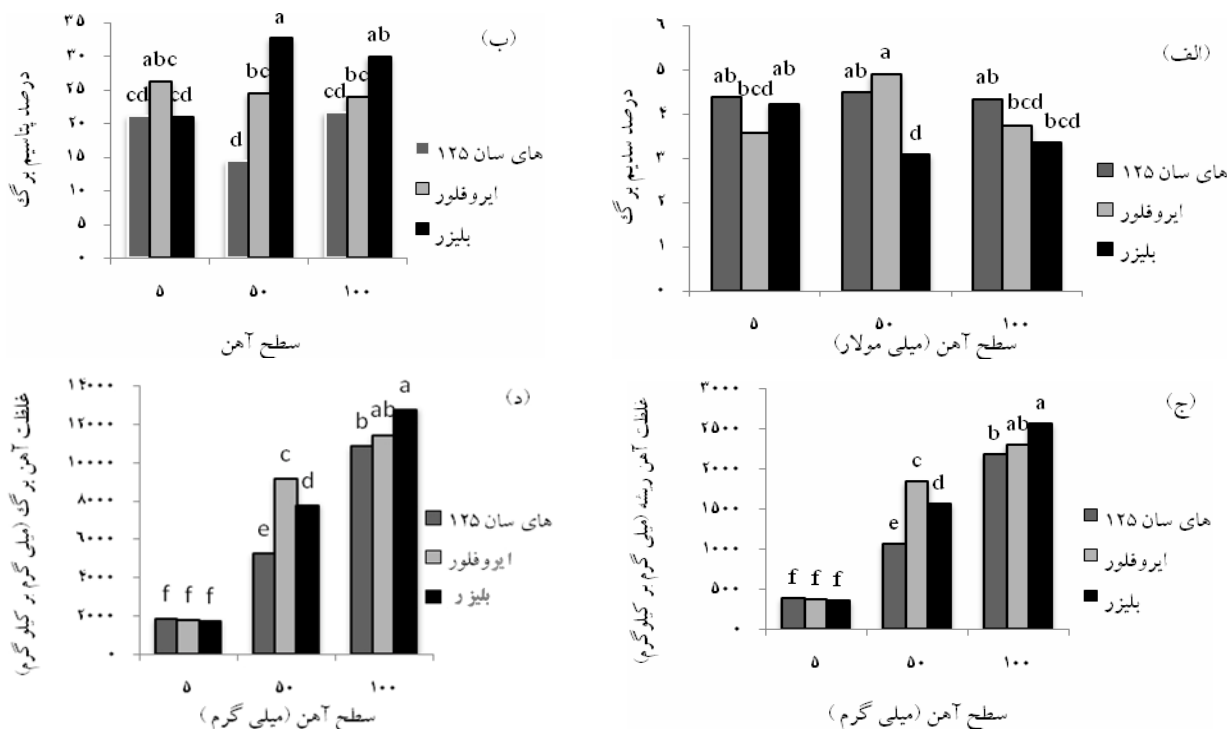 (الف)
درصد سدیم برگ
۶
۵
۴
۳
۲
۱
۰
ab
bcd
ab
ab
a
d
ab
bcd
bcd
۵
۵۰
۱۰۰
سطح آهن (میلی مولار)
های سان ۱۲۵
ایروفلور
بلیزر
(ب)
درصد پتاسیم برگ
۳۵
۳۰
۲۵
۲۰
۱۵
۱۰
۵
۰
cd
abc
cd
d
bc
a
cd
bc
ab
۵
۵۰
۱۰۰
سطح آهن
های سان ۱۲۵
ایروفلور
بلیزر
(ج)
غلظت آهن ریشه (میلی گرم بر کیلوگرم)
۳۰۰۰
۲۵۰۰
۲۰۰۰
۱۵۰۰
۱۰۰۰
۵۰۰
۰
f
f
f
e
c
d
b
ab
a
۵
۵۰
۱۰۰
سطح آهن (میلی گرم )
های سان ۱۲۵
ایروفلور
بلیزر
(د)
غلظت آهن برگ (میلی گرم بر کیلوگرم)
۱۴۰۰۰
۱۲۰۰۰
۱۰۰۰۰
۸۰۰۰
۶۰۰۰
۴۰۰۰
۲۰۰۰
۰
f
f
f
e
c
d
b
ab
a
۵
۵۰
۱۰۰
سطح آهن (میلی گرم )
های سان ۱۲۵
ایروفلور
بلیزر